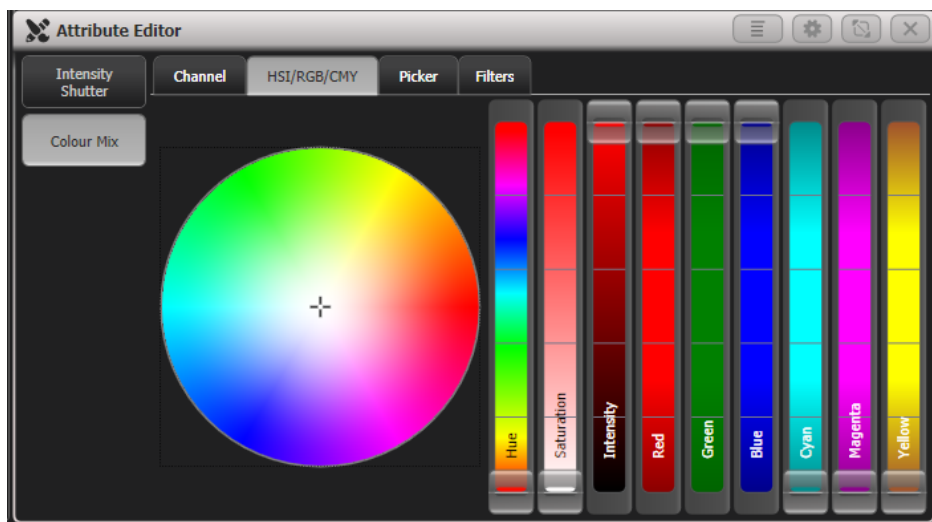 Attribute Editor
Intensity
Shutter
Channel
HSI/RGB/CMY
Picker
Filters
Colour Mix
Hue
Saturation
Intensity
Red
Green
Blue
Cyan
Magenta
Yellow